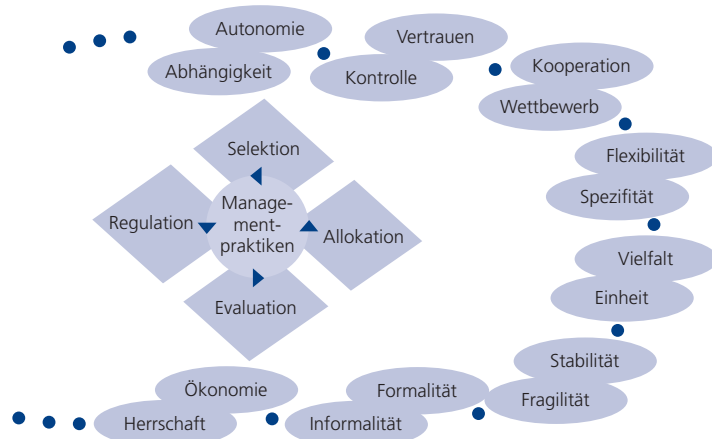 Autonomie
Abhängigkeit
Vertrauen
Kontrolle
Kooperation
Wettbewerb
Flexibilität
Spezifität
Vielfalt
Einheit
Stabilität
Fragilität
Formalität
Informalität
Ökonomie
Herrschaft
Selektion
Regulation
Manage-
ment-
praktiken
Allokation
Evaluation